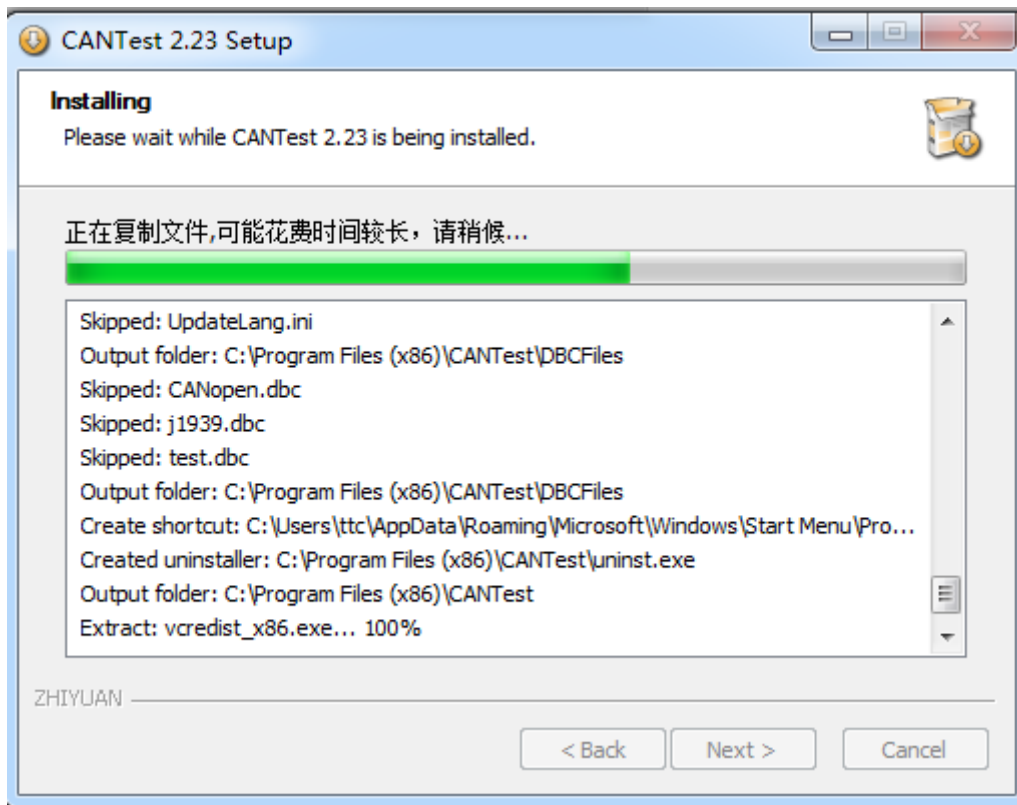 CANTest 2.23 Setup
Installing
Please wait while CANTest 2.23 is being installed.
正在复制文件,可能花费时间较长，请稍候...
Skipped: UpdateLang.ini
Output folder: C:\Program Files (x86)\CANTest\DBCFiles
Skipped: CANopen.dbc
Skipped: j1939.dbc
Skipped: test.dbc
Output folder: C:\Program Files (x86)\CANTest\DBCFiles
Create shortcut: C:\Users\ttc\AppData\Roaming\Microsoft\Windows\Start Menu\Pro...
Created uninstaller: C:\Program Files (x86)\CANTest\uninst.exe
Output folder: C:\Program Files (x86)\CANTest
Extract: vcredist_x86.exe... 100%
ZHIYUAN
< Back Next > Cancel